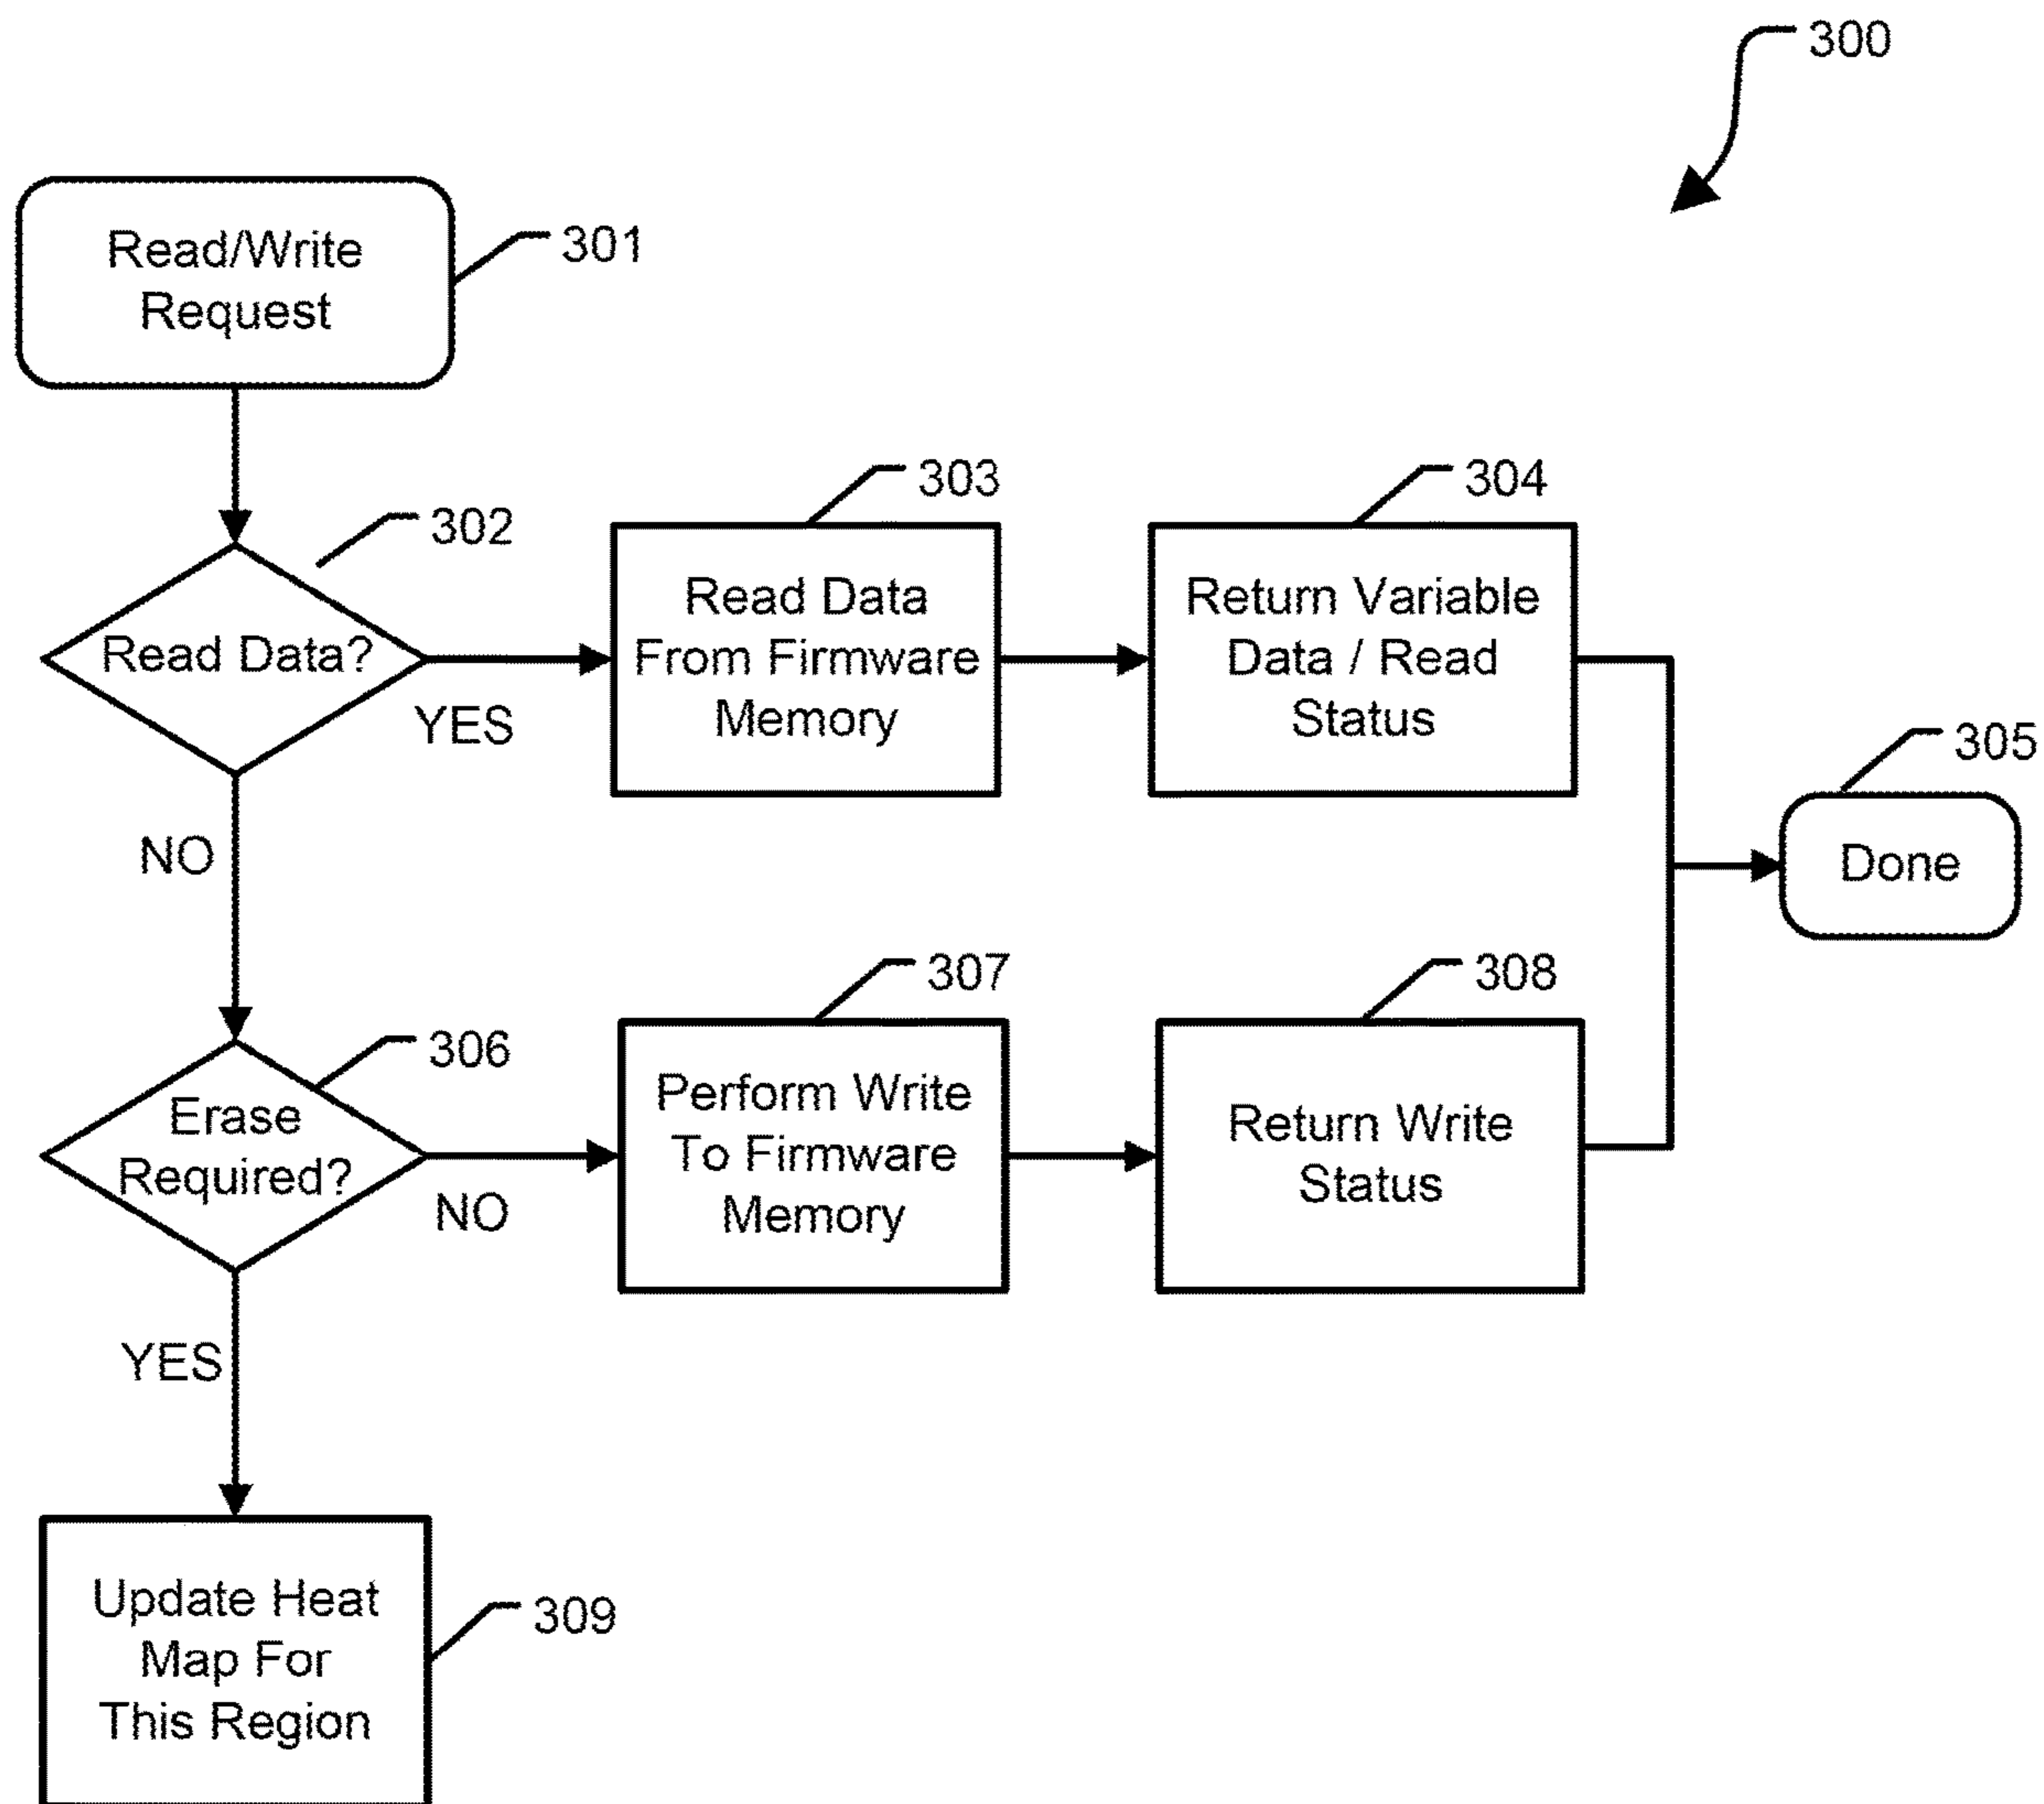 300
Read/Write
Request
301
302
Read Data?
YES
NO
303
Read Data
From Firmware
Memory
304
Return Variable
Data / Read
Status
305
Done
306
Erase
Required?
NO
YES
307
Perform Write
To Firmware
Memory
308
Return Write
Status
Update Heat
Map For
This Region
309